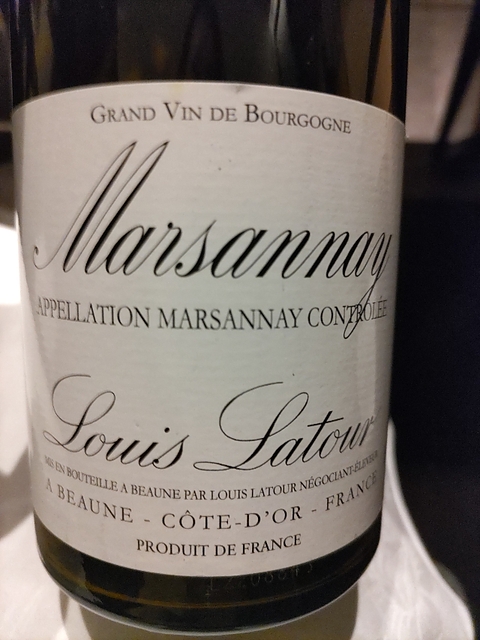 GRAND VIN DE BOURGOGNE
Marsannay
APPELLATION MARSANNAY CONTRÔLÉE
Louis Latour
MIS EN BOUTEILLE A BEAUNE PAR LOUIS LATOUR NÉGOCIANT-ÉLEVEUR
A BEAUNE - CÔTE-D'OR - FRANCE
PRODUIT DE FRANCE